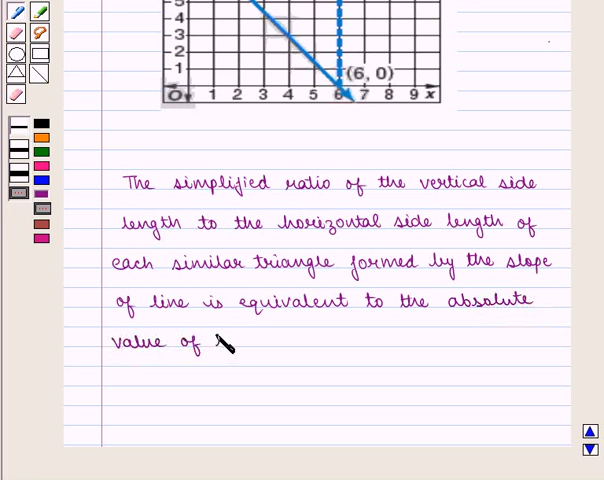 5
4
3
2
1
(6, 0)
O 1 2 3 4 5 6 7 8 9 x
The simplified ratio of the vertical side
length to the horizontal side length of
each similar triangle formed by the slope
of line is equivalent to the absolute
value of